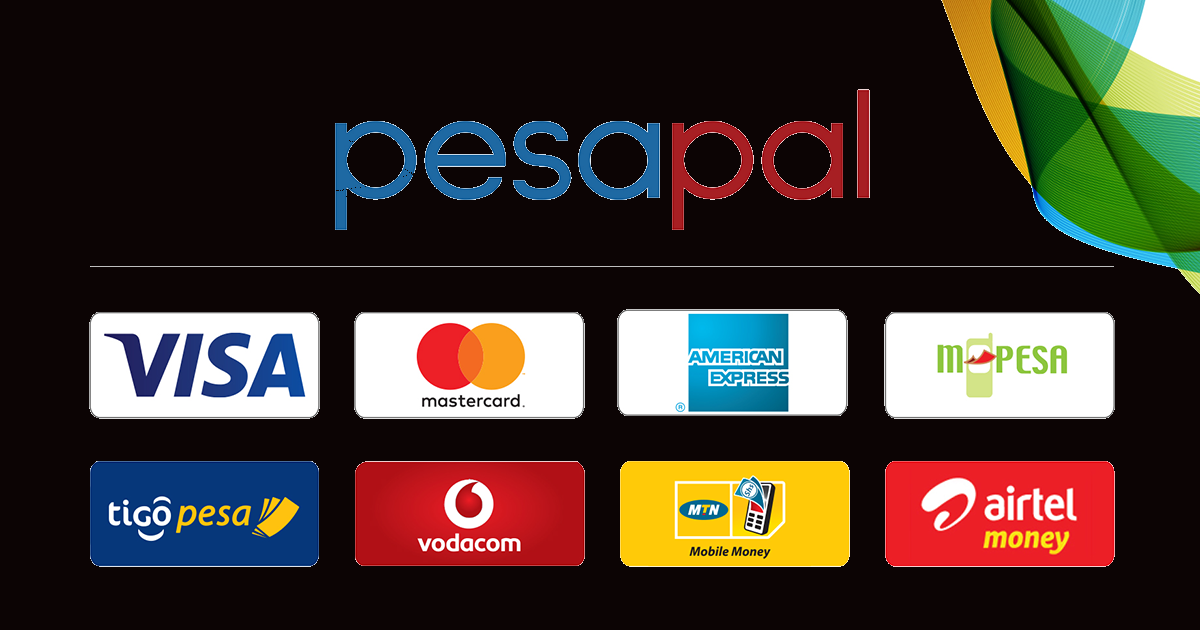 pesapal
VISA
mastercard.
AMERICAN
EXPRESS
®
M PESA
tigo pesa
vodacom
MTN
Mobile Money
airtel
money